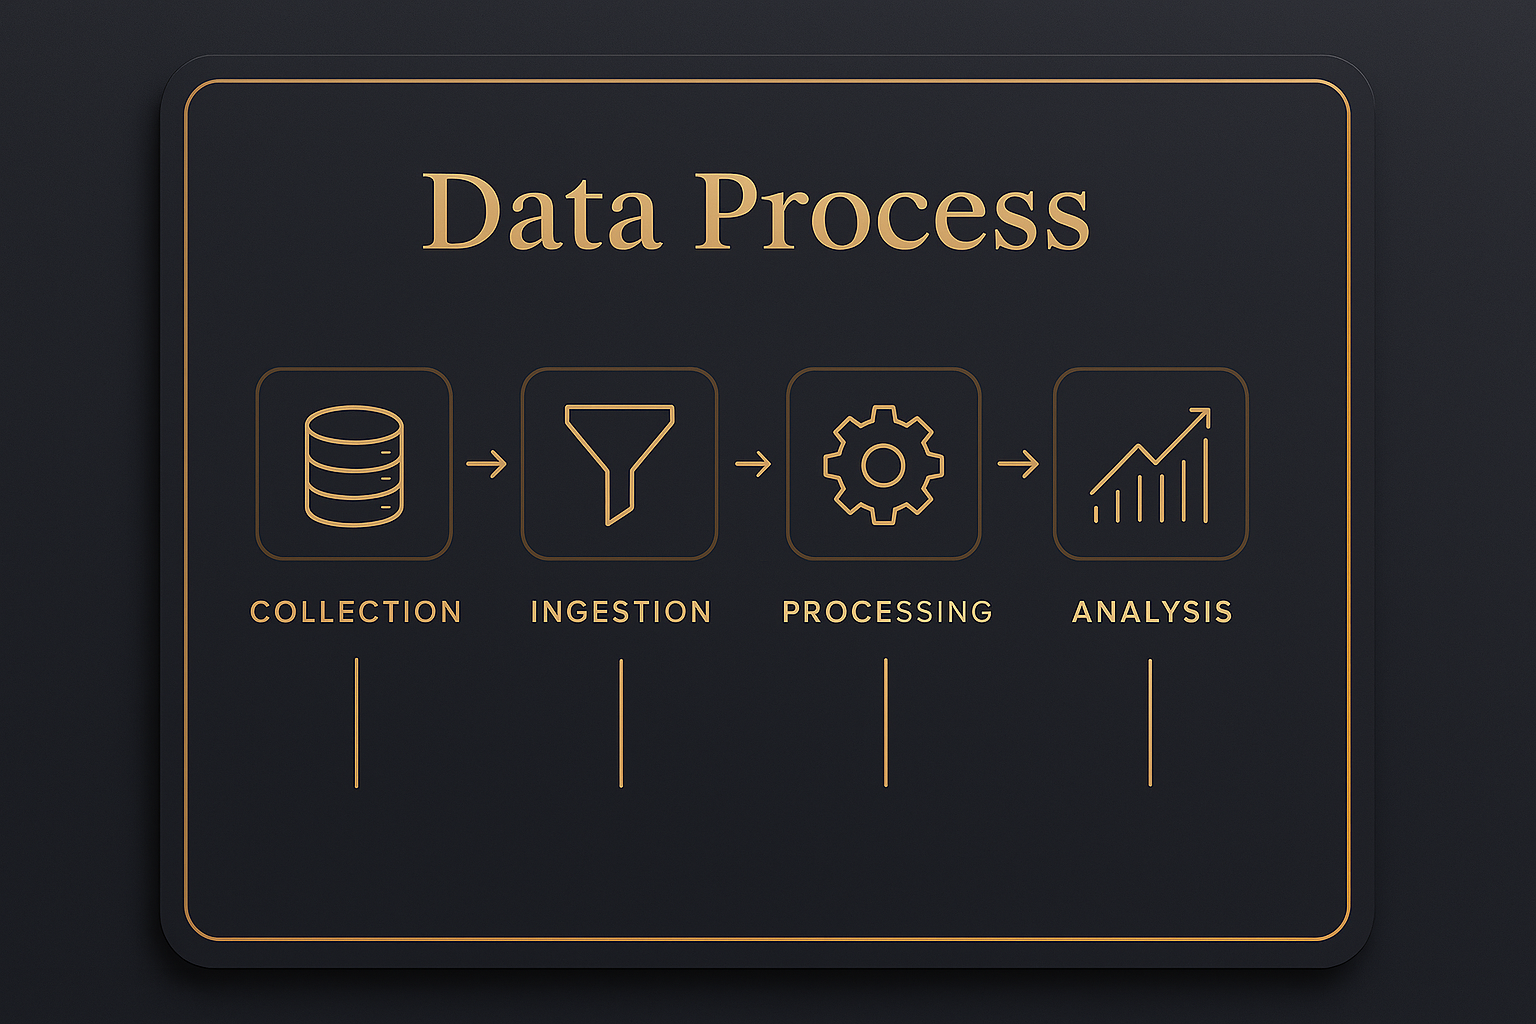 Data Process
COLLECTION
INGESTION
PROCESSING
ANALYSIS